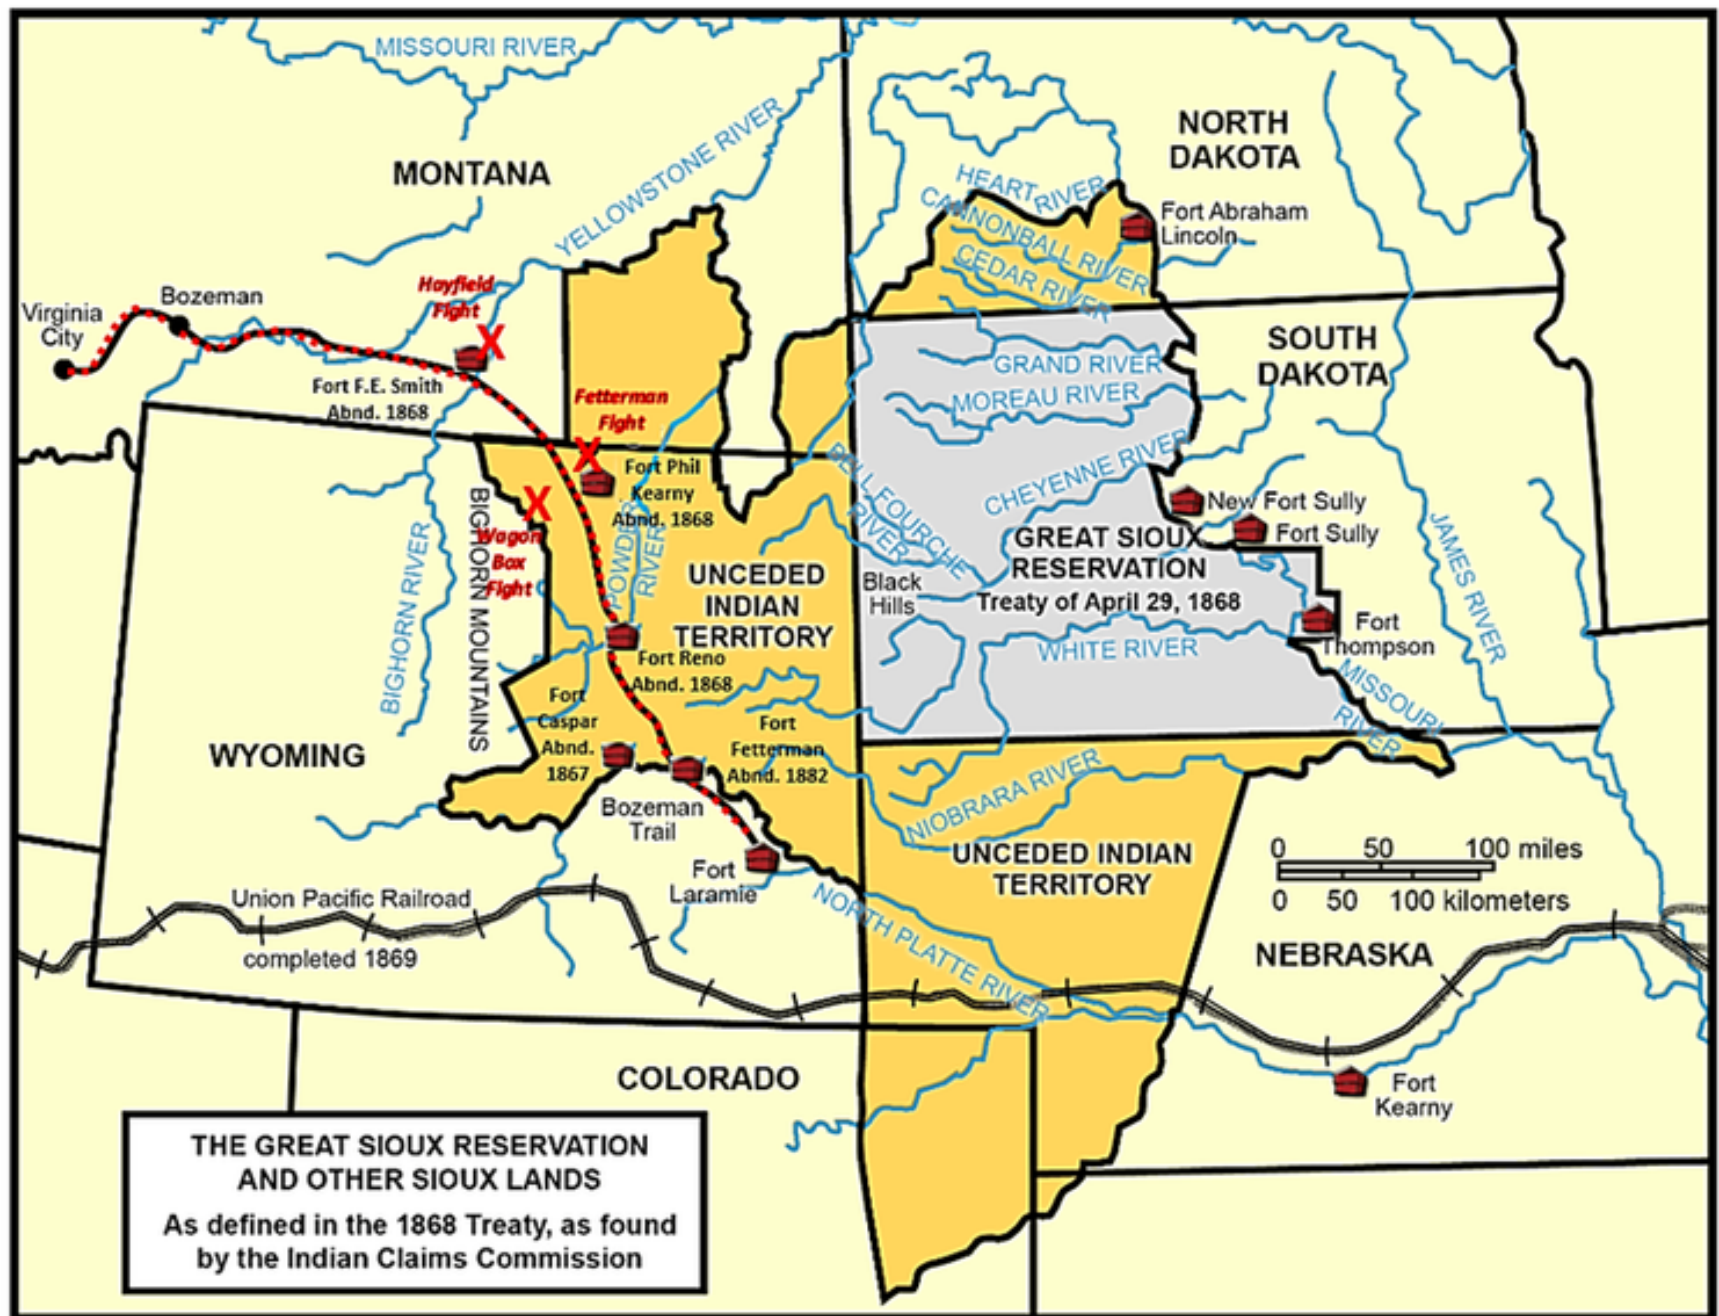 MISSOURI RIVER
MONTANA
YELLOWSTONE RIVER
NORTH
DAKOTA
HEART RIVER
CANNONBALL RIVER
CEDAR RIVER
Fort Abraham
Lincoln
Virginia
City
Bozeman
Hayfield
Fight
X
Fort F.E. Smith
Abnd. 1868
Fetterman
Fight
X
Fort Phil
Kearny
Abnd. 1868
X
Wagon
Box
Fight
BIGHORN RIVER
BIGHORN MOUNTAINS
POWDER
RIVER
UNCEDED
INDIAN
TERRITORY
Fort Reno
Abnd. 1868
Fort
Caspar
Abnd.
1867
Fort
Fetterman
Abnd. 1882
WYOMING
Bozeman
Trail
Fort
Laramie
SOUTH
DAKOTA
GRAND RIVER
MOREAU RIVER
BELL FOURCHE
RIVER
CHEYENNE RIVER
New Fort Sully
Fort Sully
GREAT SIOUX
RESERVATION
Treaty of April 29, 1868
Black
Hills
WHITE RIVER
Fort
Thompson
JAMES RIVER
MISSOURI
RIVER
NIOBRARA RIVER
UNCEDED INDIAN
TERRITORY
0 50 100 miles
0 50 100 kilometers
NEBRASKA
NORTH PLATTE RIVER
Union Pacific Railroad
completed 1869
COLORADO
Fort
Kearny
THE GREAT SIOUX RESERVATION
AND OTHER SIOUX LANDS
As defined in the 1868 Treaty, as found
by the Indian Claims Commission